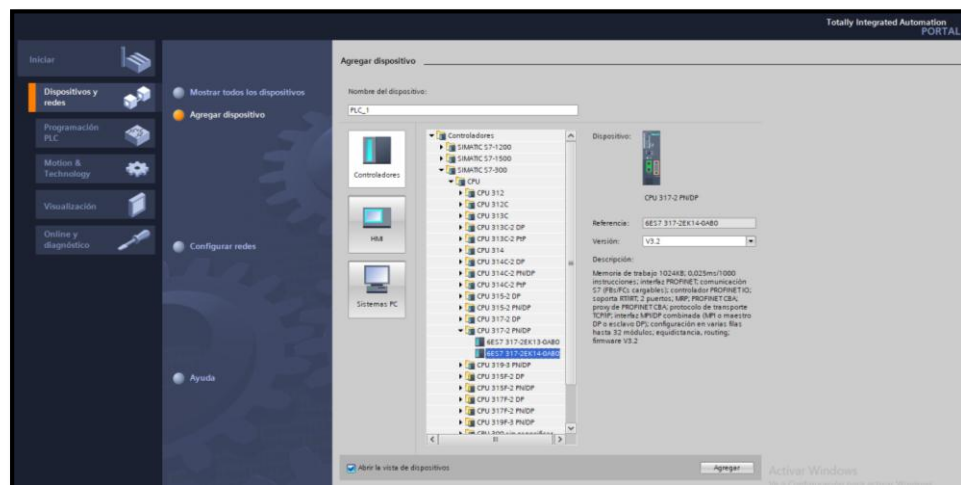 Totally Integrated Automation
PORTAL
Iniciar
Dispositivos y
redes
Programación
PLC
Motion &
Technology
Visualización
Online y
diagnóstico
Mostrar todos los dispositivos
Agregar dispositivo
Configurar redes
Ayuda
Agregar dispositivo
Nombre del dispositivo:
PLC_1
Controladores
HMI
Sistemas PC
Controladores
SIMATIC S7-1200
SIMATIC S7-1500
SIMATIC S7-300
CPU
CPU 312
CPU 312C
CPU 313C
CPU 313C-2 DP
CPU 313C-2 PtP
CPU 314
CPU 314C-2 DP
CPU 314C-2 PN/DP
CPU 314C-2 PtP
CPU 315-2 DP
CPU 315-2 PN/DP
CPU 317-2 DP
CPU 317-2 PN/DP
6ES7 317-2EK13-0AB0
6ES7 317-2EK14-0AB0
CPU 319-3 PN/DP
CPU 315F-2 DP
CPU 315F-2 PN/DP
CPU 317F-2 DP
CPU 317F-2 PN/DP
CPU 319F-3 PN/DP
Dispositivo:
CPU 317-2 PN/DP
Referencia: 6ES7 317-2EK14-0AB0
Versión: V3.2
Descripción:
Memoria de trabajo 1024KB; 0,025ms/1000
instrucciones; interfaz PROFINET; comunicación
S7 (FBs/FCs cargables); controlador PROFINET IO;
soporta RT/IRT, 2 puertos; MRP; PROFINET CBA;
proxy de PROFINET CBA; protocolo de transporte
TCP/IP; interfaz MPI/DP combinada (MPI o maestro
DP o esclavo DP); configuración en varias filas
hasta 32 módulos; equidistancia, routing;
firmware V3.2
Abrir la vista de dispositivos
Agregar
Activar Windows